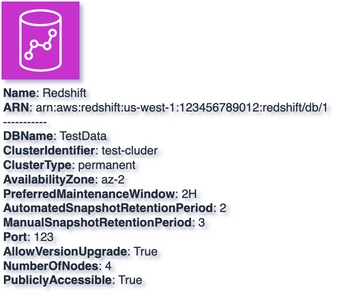 Name: Redshift
ARN: arn:aws:redshift:us-west-1:123456789012:redshift/db/1
-----------
DBName: TestData
ClusterIdentifier: test-cluder
ClusterType: permanent
AvailabilityZone: az-2
PreferredMaintenanceWindow: 2H
AutomatedSnapshotRetentionPeriod: 2
ManualSnapshotRetentionPeriod: 3
Port: 123
AllowVersionUpgrade: True
NumberOfNodes: 4
PubliclyAccessible: True